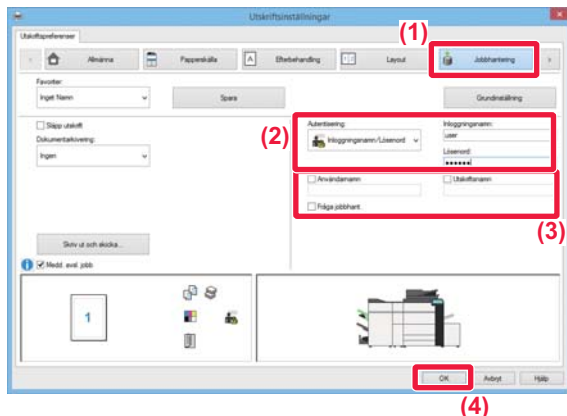 Utskriftsinställningar
Utskriftspreferenser
(1)
Allmänna
Papperskälla
Efterbehandling
Layout
Jobbhantering
Favoriter:
Inget Namn
Spara
Grundinställning
(2)
Släpp utskrift
Dokumentarkivering:
Ingen
Autentisering:
Inloggningsnamn/Lösenord
Inloggningsnamn:
user
Lösenord:
••••••
Användarnamn
Utskriftsnamn
Fråga jobbhant.
(3)
Skriv ut och skicka...
Medd. avsl. jobb
1
OK
Avbryt
Hjälp
(4)